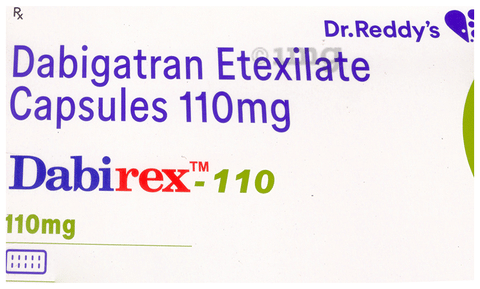 Rx
Dr.Reddy's
Dabigatran Etexilate
Capsules 110mg
Dabirex™-110
110mg